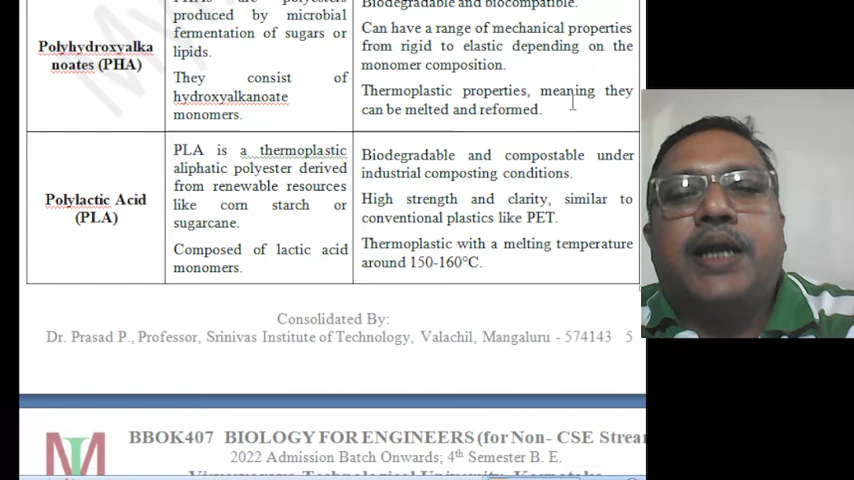 PHAs are polyesters
produced by microbial
fermentation of sugars or
lipids.
They consist of
hydroxyalkanoate
monomers.
Polyhydroxyalka
noates (PHA)
Biodegradable and biocompatible.
Can have a range of mechanical properties
from rigid to elastic depending on the
monomer composition.
Thermoplastic properties, meaning they
can be melted and reformed.
Polylactic Acid
(PLA)
PLA is a thermoplastic
aliphatic polyester derived
from renewable resources
like corn starch or
sugarcane.
Composed of lactic acid
monomers.
Biodegradable and compostable under
industrial composting conditions.
High strength and clarity, similar to
conventional plastics like PET.
Thermoplastic with a melting temperature
around 150-160°C.
Consolidated By:
Dr. Prasad P., Professor, Srinivas Institute of Technology, Valachil, Mangaluru - 574143 5
BBOK407 BIOLOGY FOR ENGINEERS (for Non- CSE Strea
2022 Admission Batch Onwards; 4th Semester B. E.